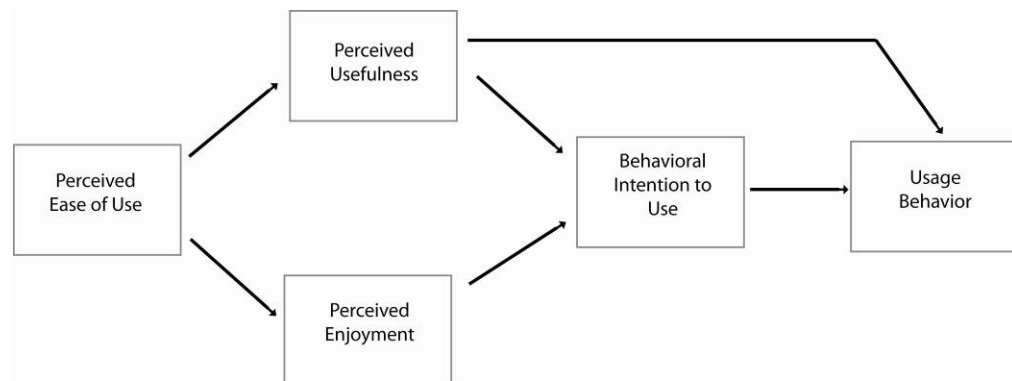 Perceived
Usefulness
Perceived
Ease of Use
Behavioral
Intention to
Use
Usage
Behavior
Perceived
Enjoyment